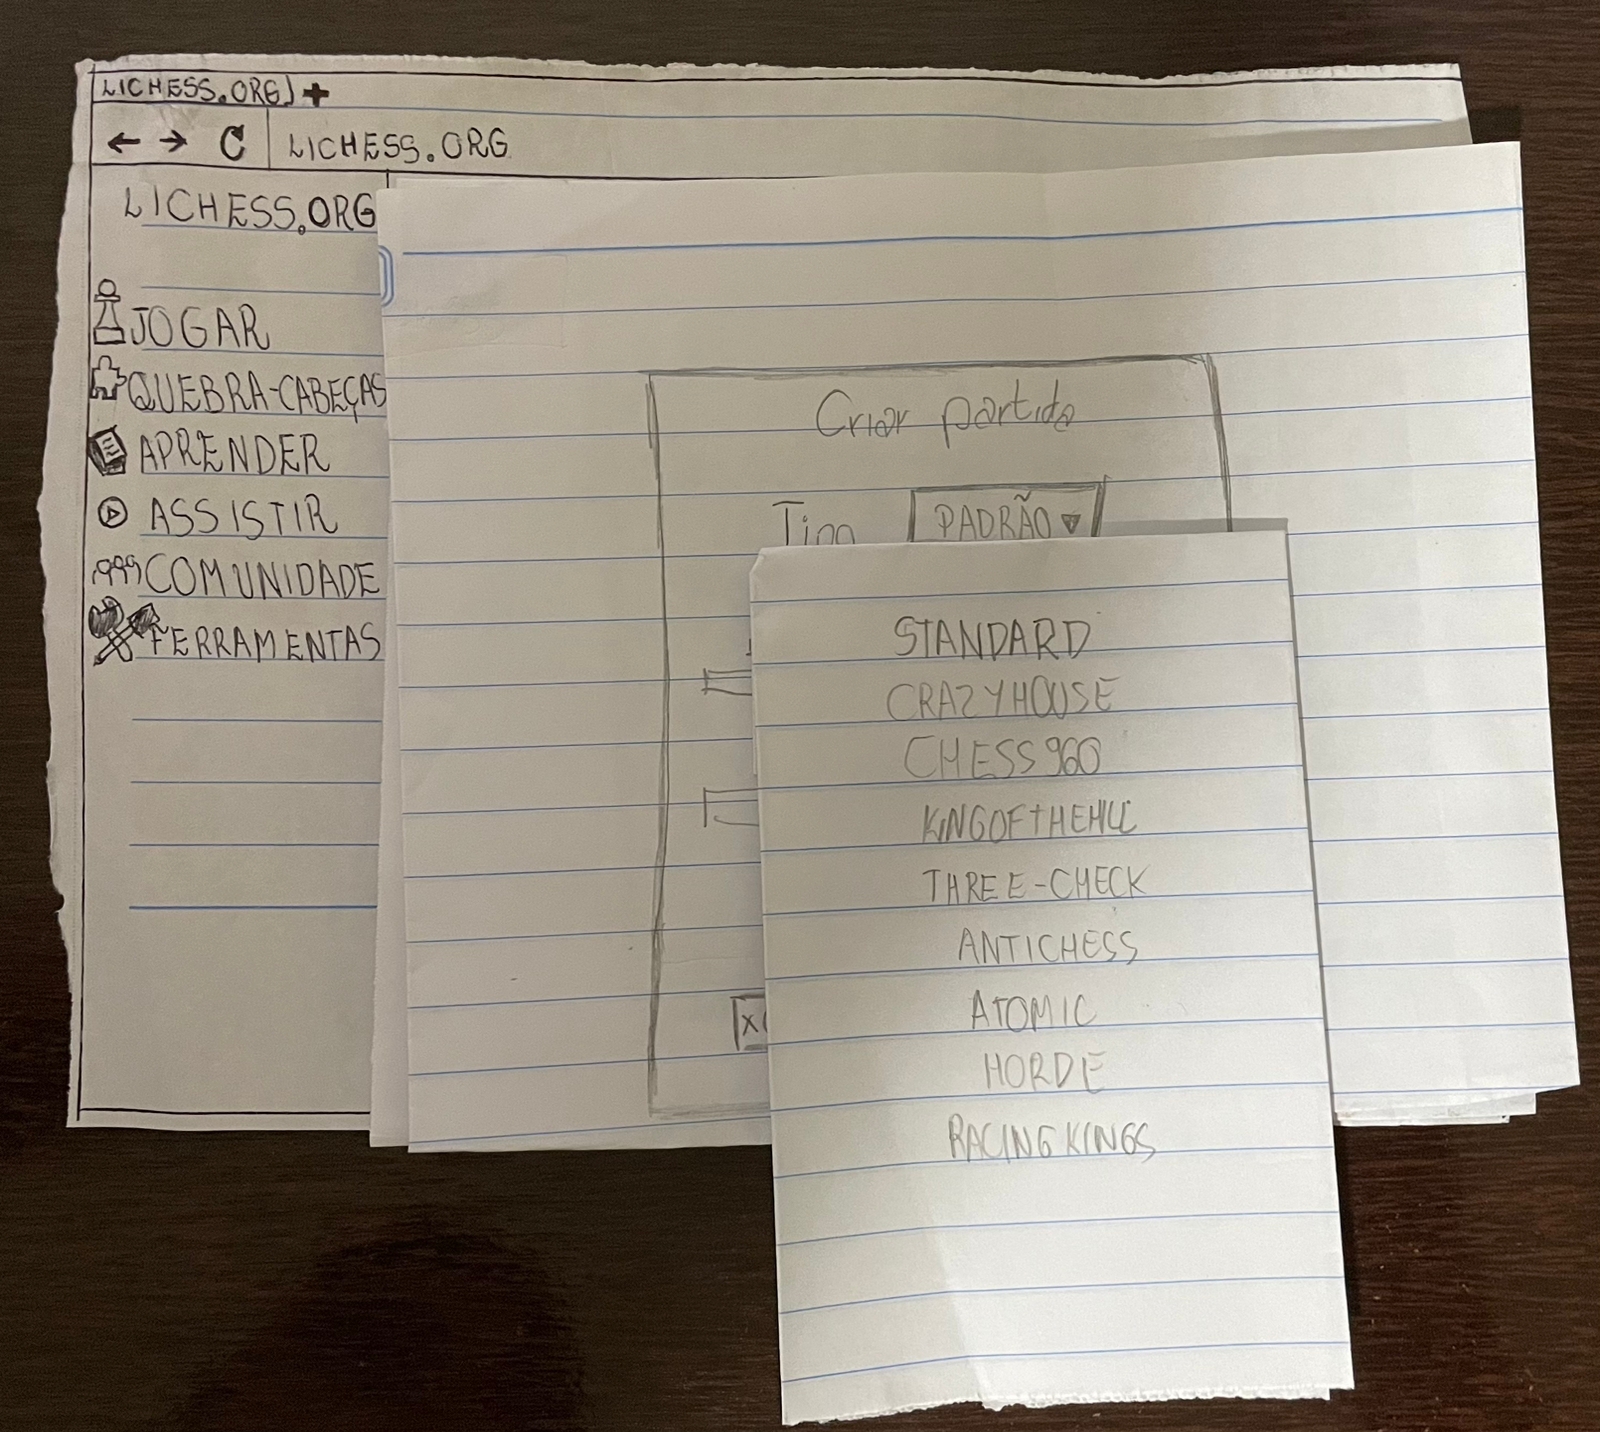 LICHESS.ORG +
← → C LICHESS.ORG
LICHESS.ORG
JOGAR
QUEBRA-CABEÇAS
APRENDER
ASSISTIR
COMUNIDADE
FERRAMENTAS
Criar partida
Tipo PADRÃO ▼
STANDARD
CRAZYHOUSE
CHESS960
KINGOFTHEHILL
THREE-CHECK
ANTICHESS
ATOMIC
HORDE
RACING KINGS